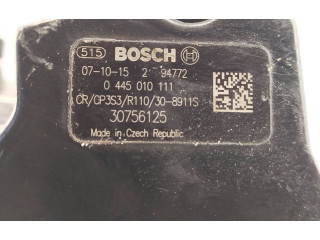 515 BOSCH
07-10-15 2 94772
0 445 010 111
CR/CP3S3/R110/30-8911S
30756125
Made in Czech Republic